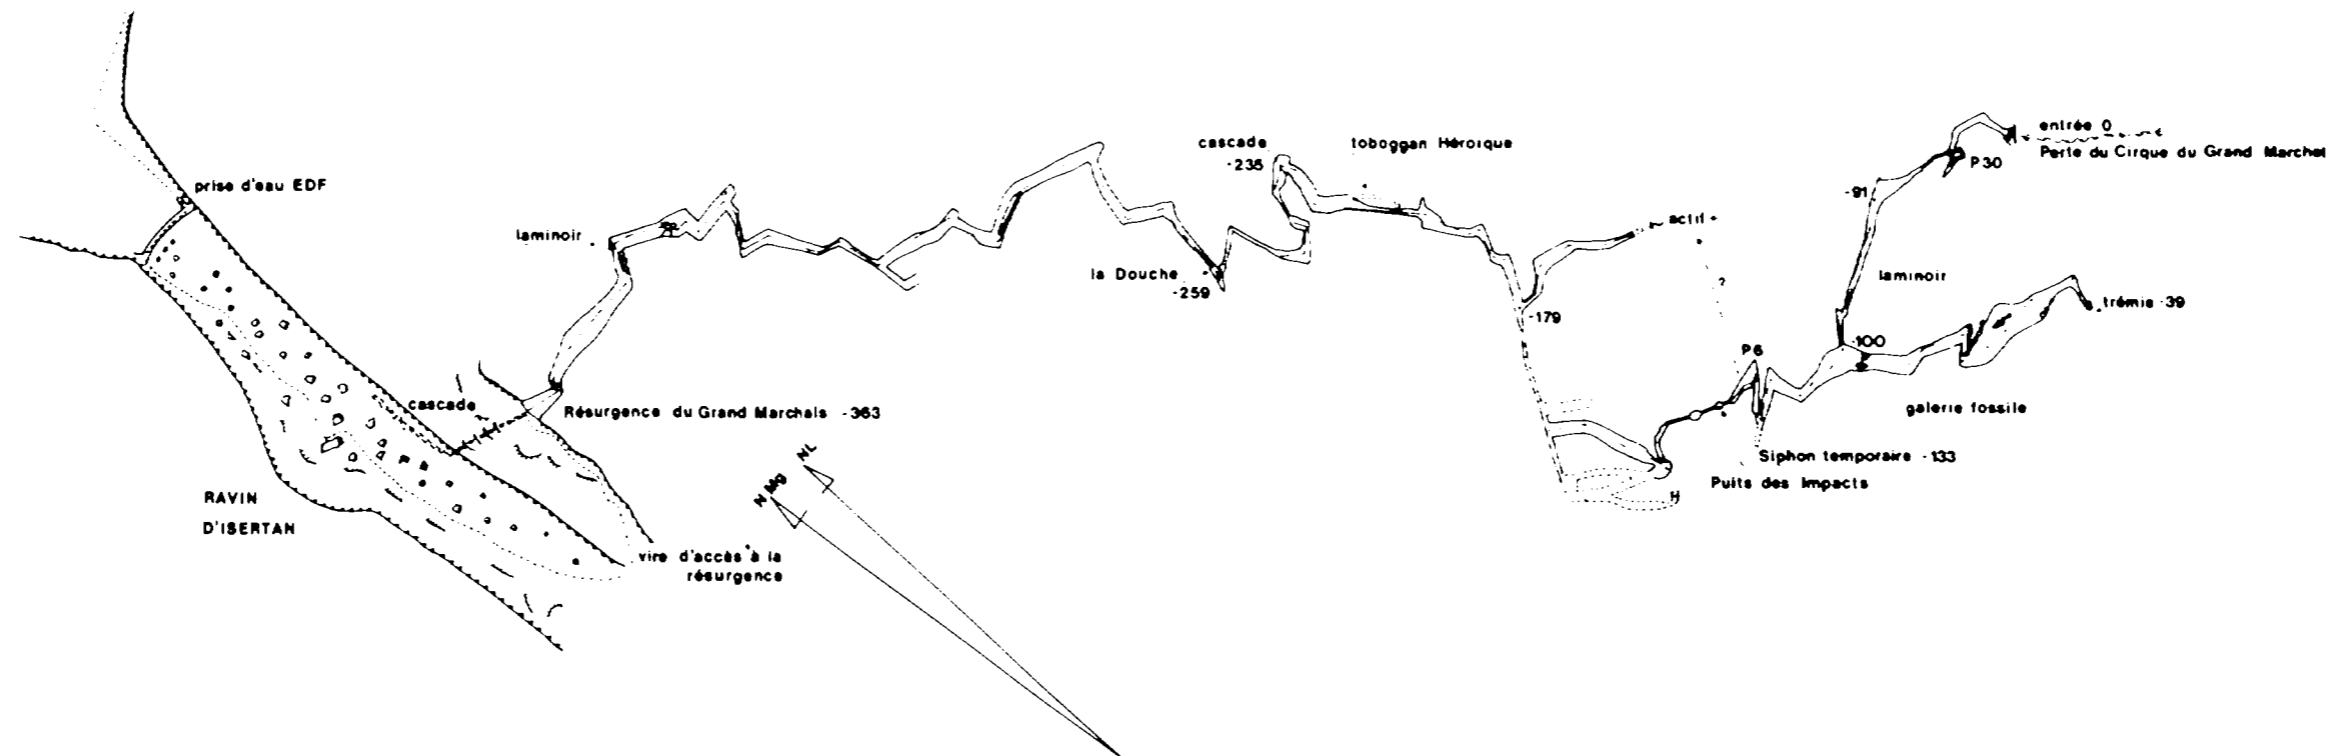 entrée 0
Perte du Cirque du Grand Marchet
P30
-91
prise d'eau EDF
cascade
-235
toboggan Héroïque
laminoir
actif
la Douche
-259
?
laminoir
-179
trémie -39
P6
-100
galerie fossile
cascade
Résurgence du Grand Marchais -363
Siphon temporaire -133
Puits des Impacts
H
NL
N Mg
RAVIN
D'ISERTAN
vire d'accès à la
résurgence